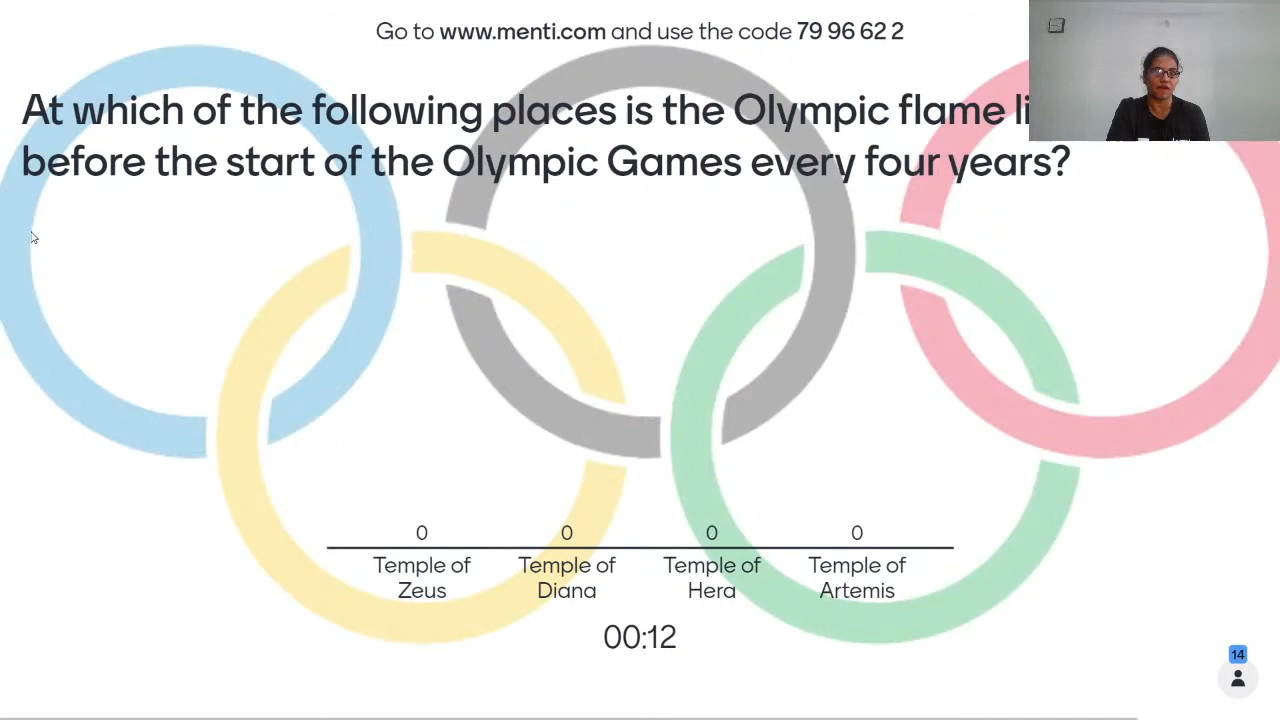 Go to www.menti.com and use the code 79 96 62 2
At which of the following places is the Olympic flame
before the start of the Olympic Games every four years?
0 0 0 0
Temple of Zeus
Temple of Diana
Temple of Hera
Temple of Artemis
00:12
14